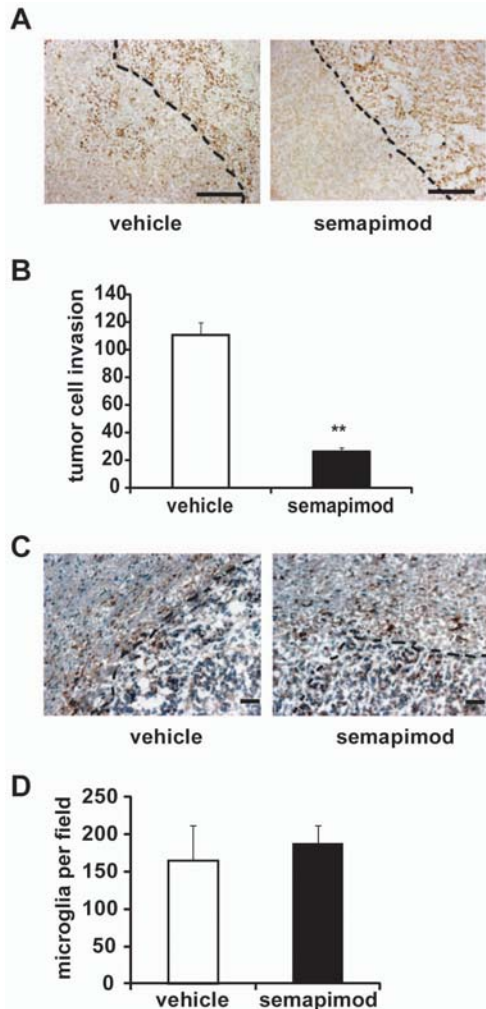 A
vehicle
semapimod
B
tumor cell invasion
140
120
100
80
60
40
20
0
**
vehicle
semapimod
C
vehicle
semapimod
D
microglia per field
250
200
150
100
50
0
vehicle
semapimod